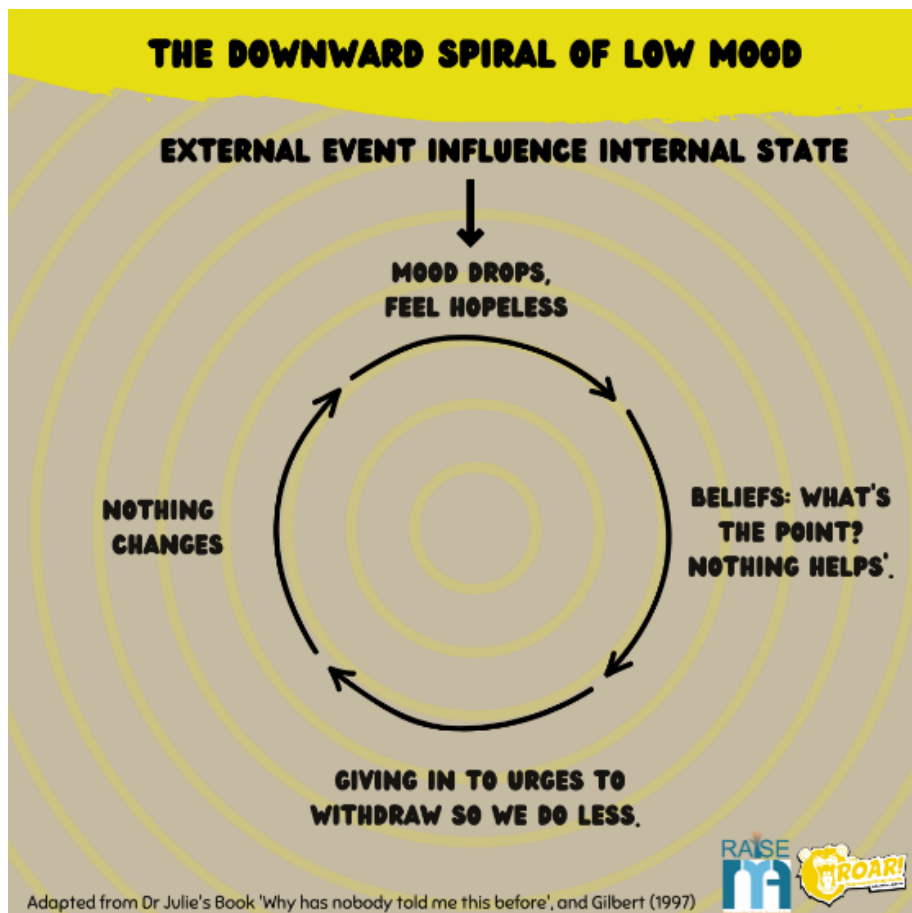 THE DOWNWARD SPIRAL OF LOW MOOD
EXTERNAL EVENT INFLUENCE INTERNAL STATE
MOOD DROPS,
FEEL HOPELESS
BELIEFS: WHAT'S
THE POINT?
NOTHING HELPS'.
GIVING IN TO URGES TO
WITHDRAW SO WE DO LESS.
NOTHING
CHANGES
RAISE
ROAR!
Adapted from Dr Julie's Book 'Why has nobody told me this before', and Gilbert (1997)